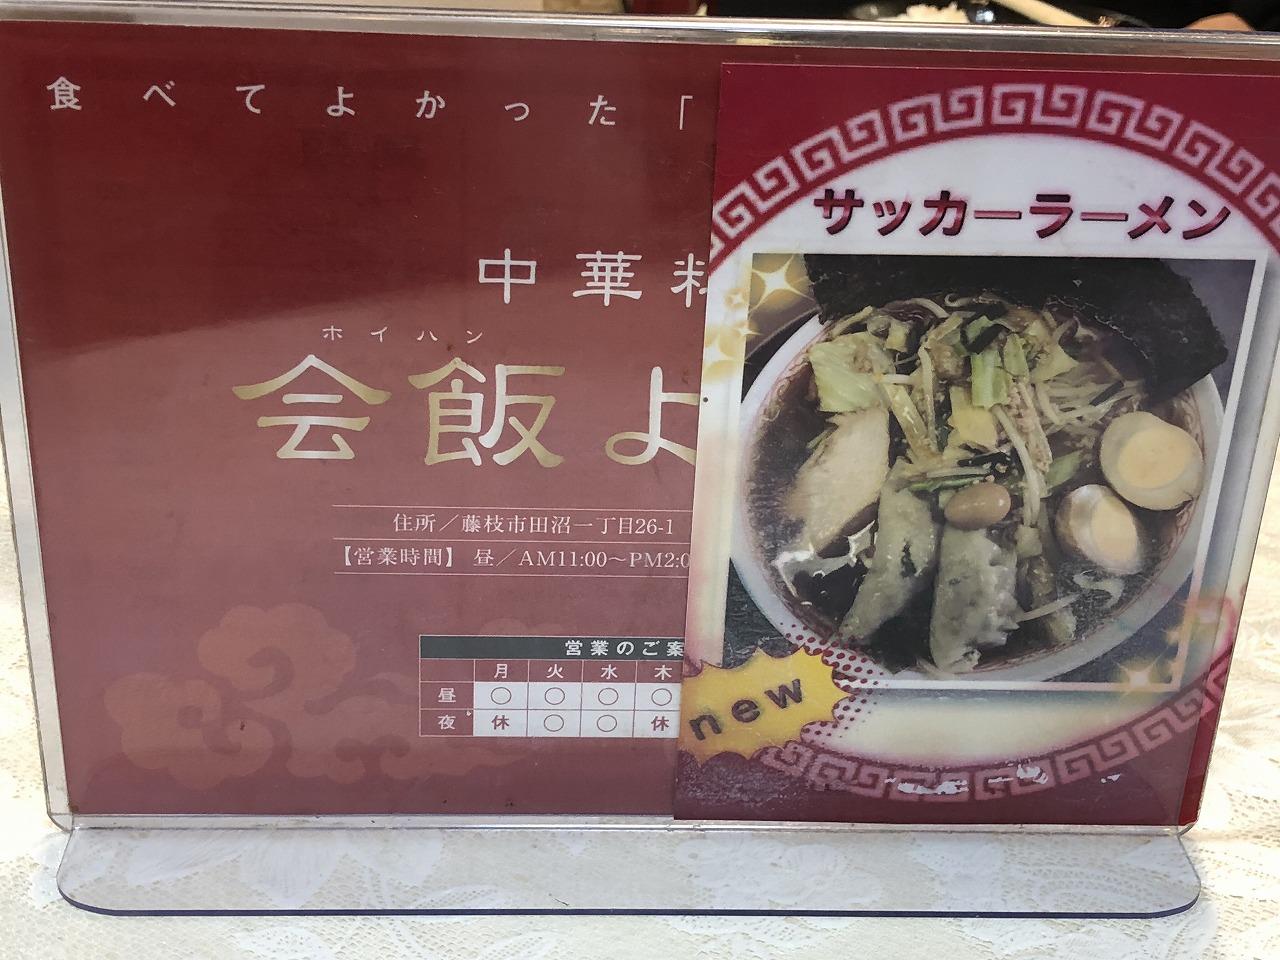 食べてよかった「
中華料
ホイハン
会飯よ
住所／藤枝市田沼一丁目26-1
【営業時間】 昼／AM11:00～PM2:0
営業のご案
月 火 水 木
昼 ○ ○ ○ ○
夜 休 ○ ○ 休
サッカーラーメン
new